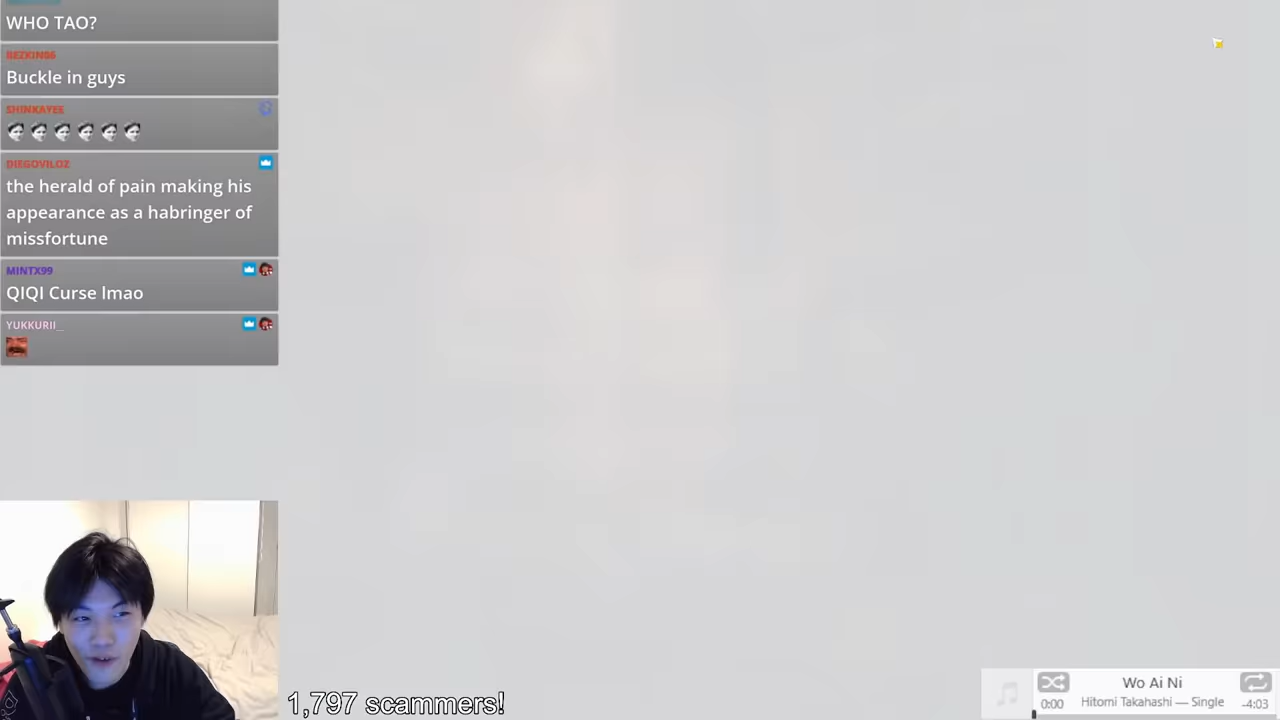 WHO TAO?
REZKIN06
Buckle in guys
SHINKAYEE
DIEGOVILOZ
the herald of pain making his
appearance as a habringer of
missfortune
MINTX99
QIQI Curse lmao
YUKKURII_
1,797 scammers!
Wo Ai Ni
Hitomi Takahashi — Single
0:00
-4:03